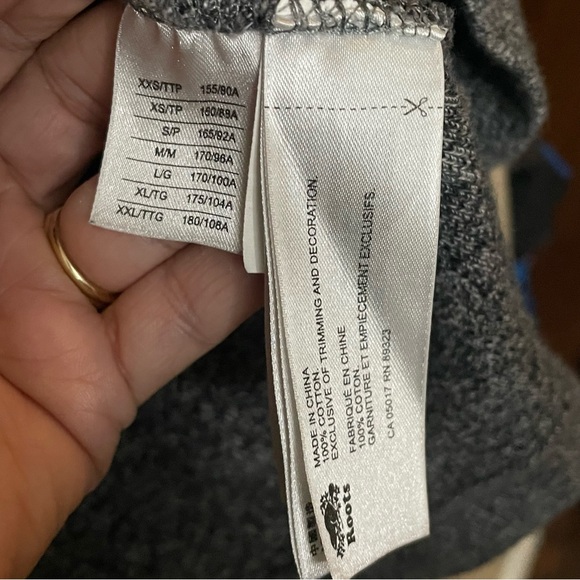 XXS/TTP 155/80A
XS/TP 160/88A
S/P 165/92A
M/M 170/96A
L/G 170/100A
XL/TG 175/104A
XXL/TTG 180/108A
MADE IN CHINA
100% COTTON.
EXCLUSIVE OF TRIMMING AND DECORATION.
FABRIQUÉ EN CHINE
100% COTON.
GARNITURE ET EMPIÈCEMENT EXCLUSIFS.
CA 05017 RN 89323
Roots